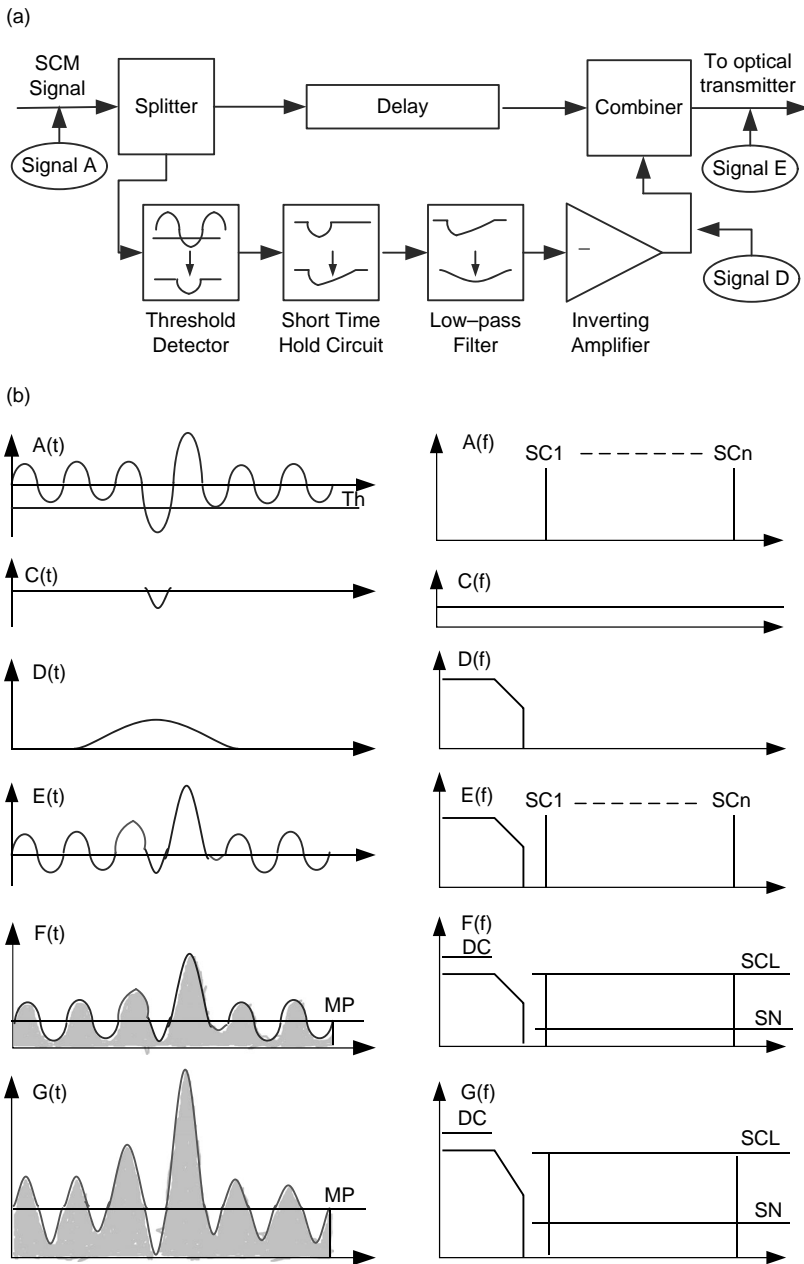 (a)
SCM
Signal
Splitter
Delay
Combiner
To optical
transmitter
Signal A
Signal E
Signal D
–
Threshold
Detector
Short Time
Hold Circuit
Low–pass
Filter
Inverting
Amplifier
(b)
A(t)
Th
A(f)
SC1
SCn
C(t)
C(f)
D(t)
D(f)
E(t)
E(f)
SC1
SCn
F(t)
MP
F(f)
DC
SCL
SN
G(t)
MP
G(f)
DC
SCL
SN